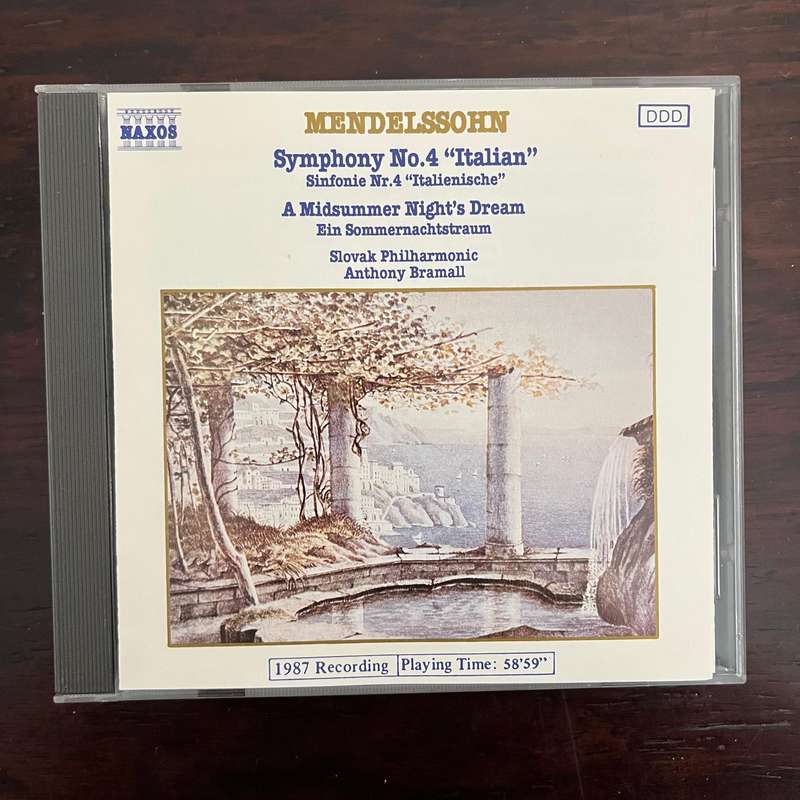 NAXOS
MENDELSSOHN
DDD
Symphony No.4 “Italian”
Sinfonie Nr.4 “Italienische”
A Midsummer Night's Dream
Ein Sommernachtstraum
Slovak Philharmonic
Anthony Bramall
1987 Recording Playing Time: 58'59”